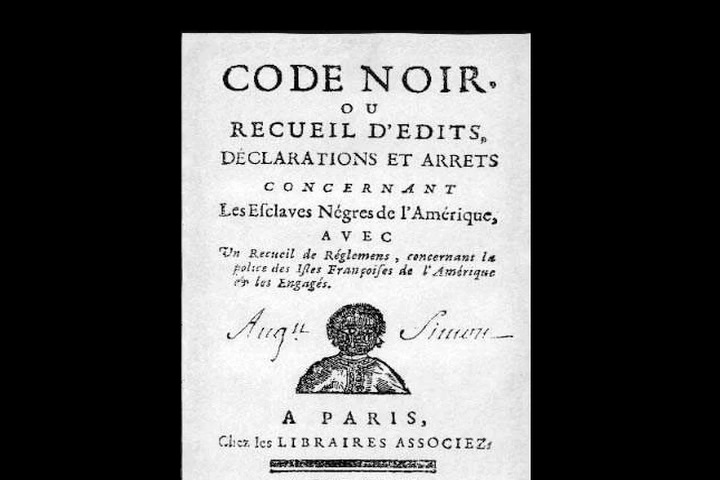 CODE NOIR.
OU
RECUEIL D'EDITS,
DÉCLARATIONS ET ARRETS
CONCERNANT
Les Eſclaves Négres de l'Amérique,
AVEC
Un Recueil de Réglemens, concernant la
police des Iſles Françoiſes de l'Amérique
& les Engagés.
Augn Simon
A PARIS,
Chez les LIBRAIRES ASSOCIEZ.